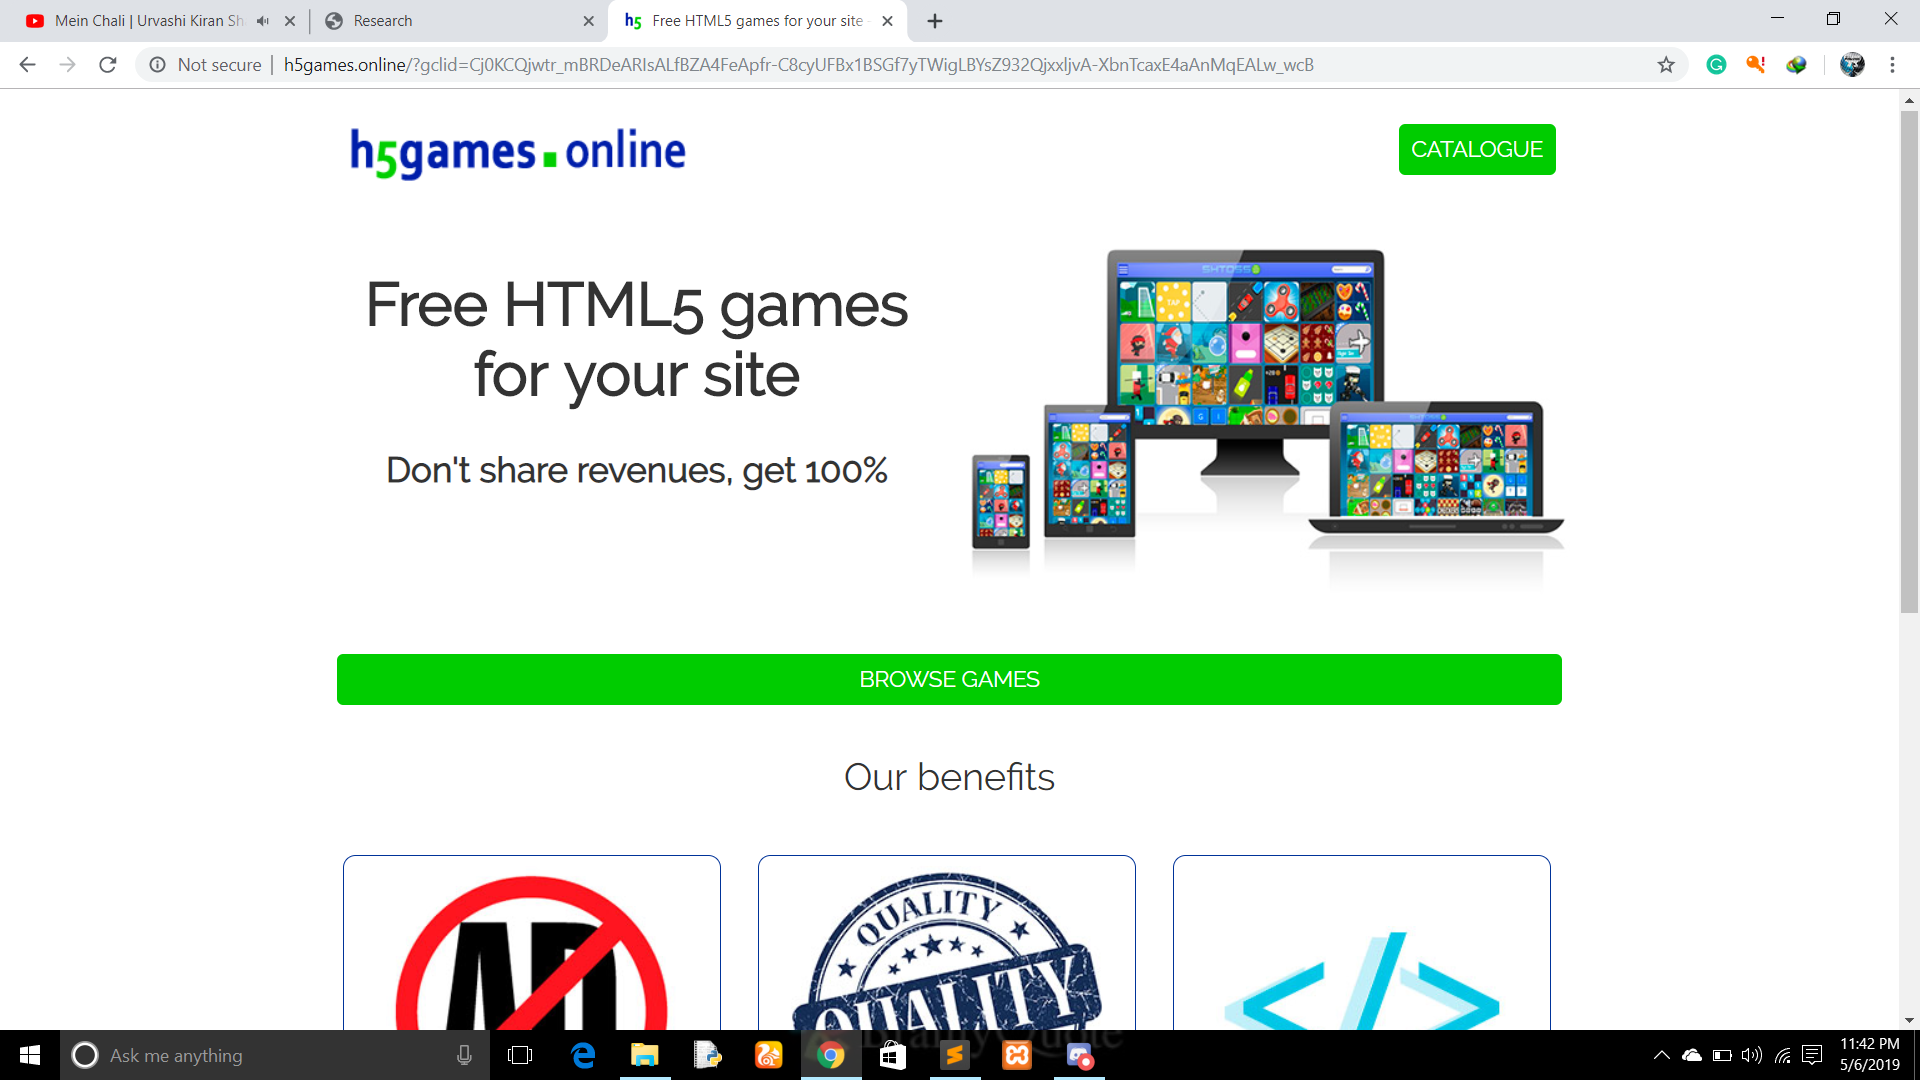 Mein Chali | Urvashi Kiran Sh
Research
Free HTML5 games for your site
Not secure | h5games.online/?gclid=Cj0KCQjwtr_mBRDeARIsALfBZA4FeApfr-C8cyUFBx1BSGf7yTWigLBYsZ932QjxxljvA-XbnTcaxE4aAnMqEALw_wcB
h5games.online
CATALOGUE
Free HTML5 games
for your site
Don't share revenues, get 100%
SHTOSS
BROWSE GAMES
Our benefits
AD
QUALITY
QUALITY
</>
BrainyQuote
Ask me anything
11:42 PM
5/6/2019